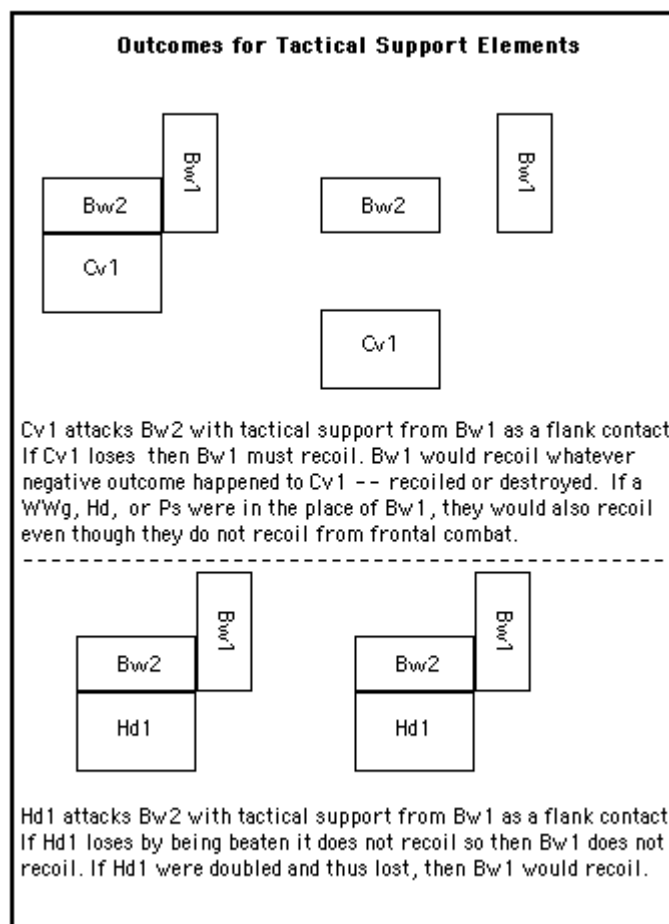 Outcomes for Tactical Support Elements
Bw1
Bw1
Bw2
Bw2
Cv1
Cv1
Cv1 attacks Bw2 with tactical support from Bw1 as a flank contact
If Cv1 loses then Bw1 must recoil. Bw1 would recoil whatever
negative outcome happened to Cv1 -- recoiled or destroyed. If a
WWg, Hd, or Ps were in the place of Bw1, they would also recoil
even though they do not recoil from frontal combat.
Bw1
Bw1
Bw2
Bw2
Hd1
Hd1
Hd1 attacks Bw2 with tactical support from Bw1 as a flank contact
If Hd1 loses by being beaten it does not recoil so then Bw1 does not
recoil. If Hd1 were doubled and thus lost, then Bw1 would recoil.